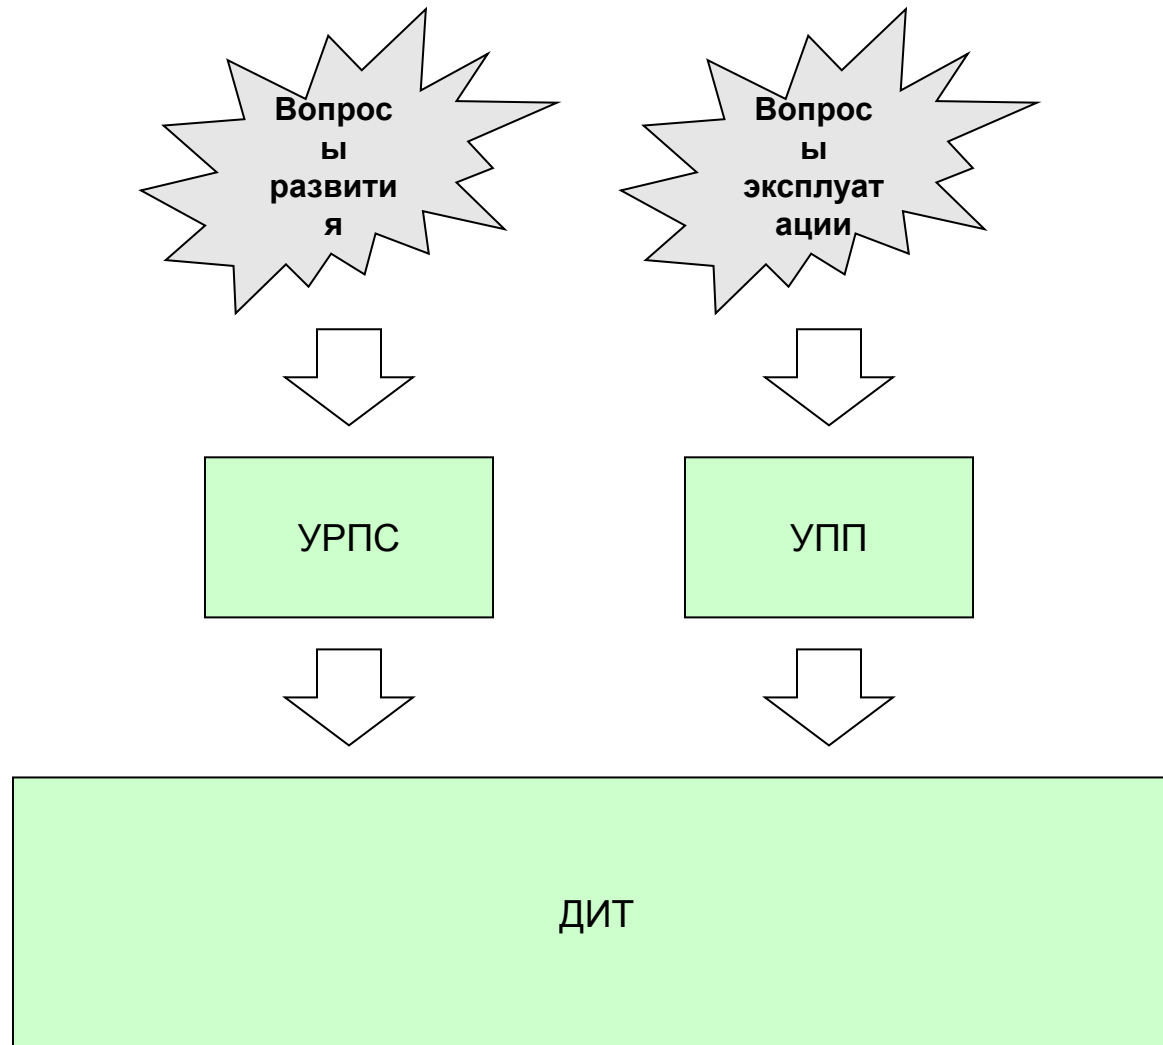 Вопрос
ы
развити
я
Вопрос
ы
эксплуат
ации
УРПС
УПП
ДИТ